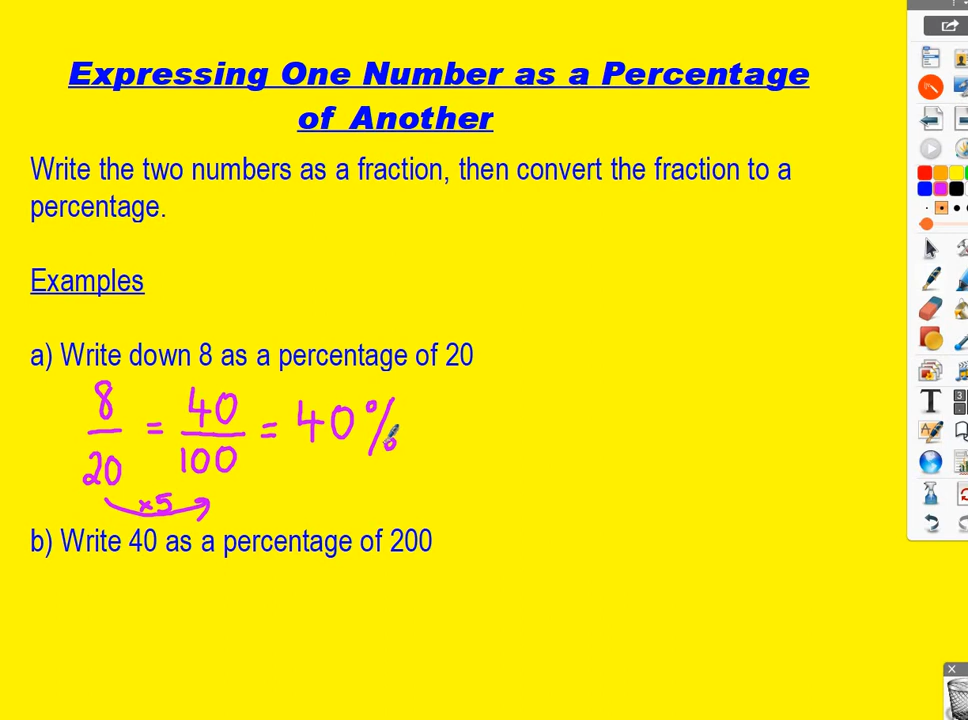 Expressing One Number as a Percentage
of Another
Write the two numbers as a fraction, then convert the fraction to a
percentage.
Examples
a) Write down 8 as a percentage of 20
8/20 = 40/100 = 40%
×5
b) Write 40 as a percentage of 200